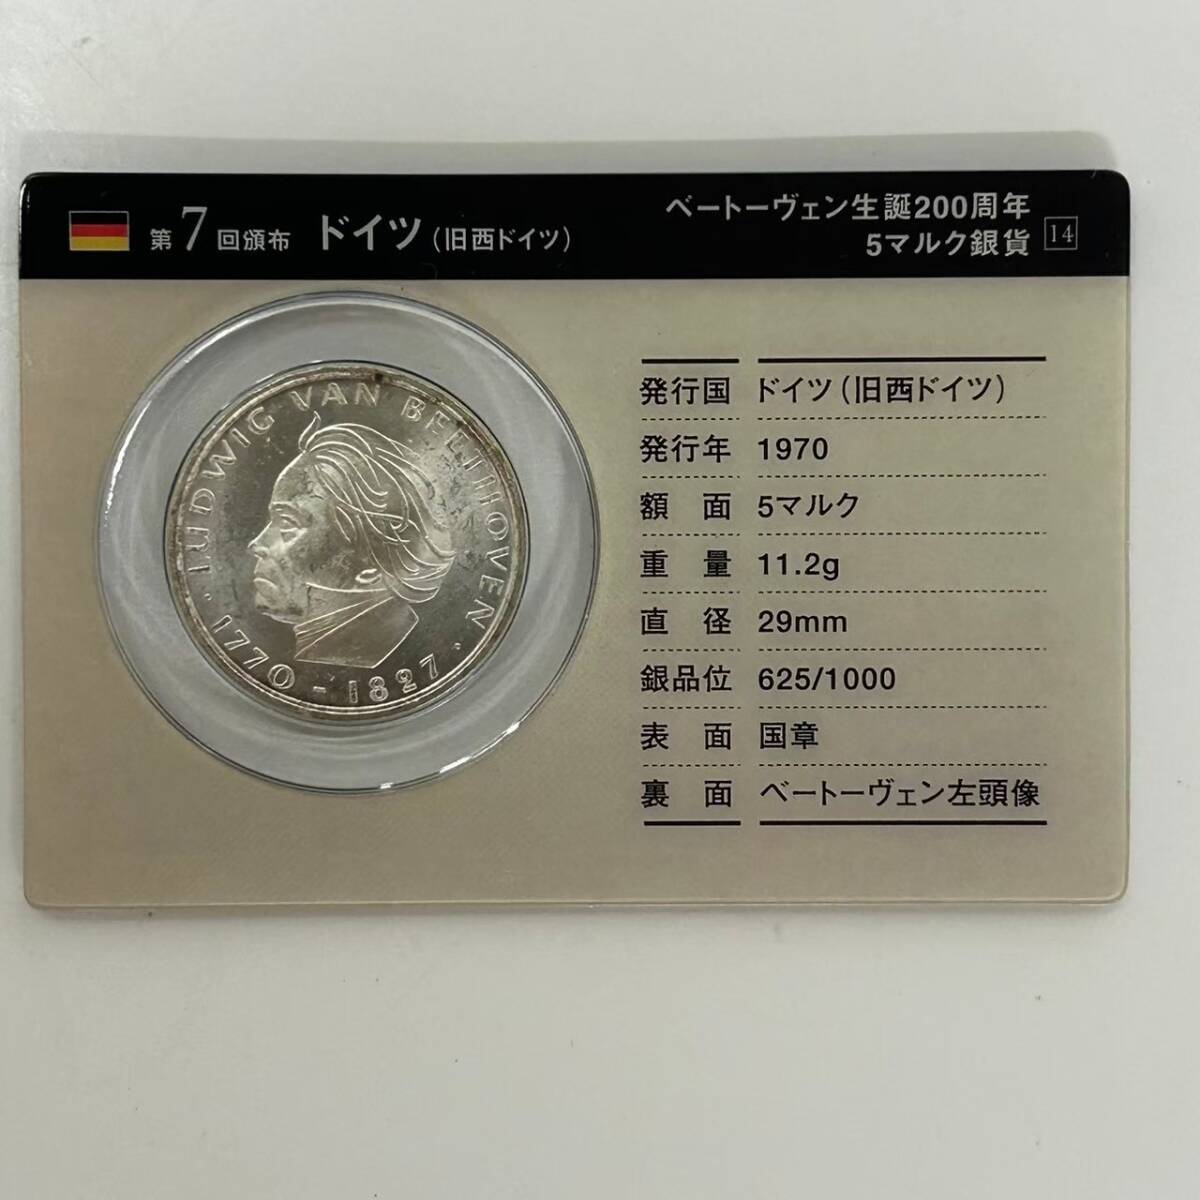 第7回頒布 ドイツ(旧西ドイツ)
ベートーヴェン生誕200周年
5マルク銀貨 14
LUDWIG VAN BEETHOVEN
1770-1827
発行国 ドイツ(旧西ドイツ)
発行年 1970
額面 5マルク
重量 11.2g
直径 29mm
銀品位 625/1000
表面 国章
裏面 ベートーヴェン左頭像